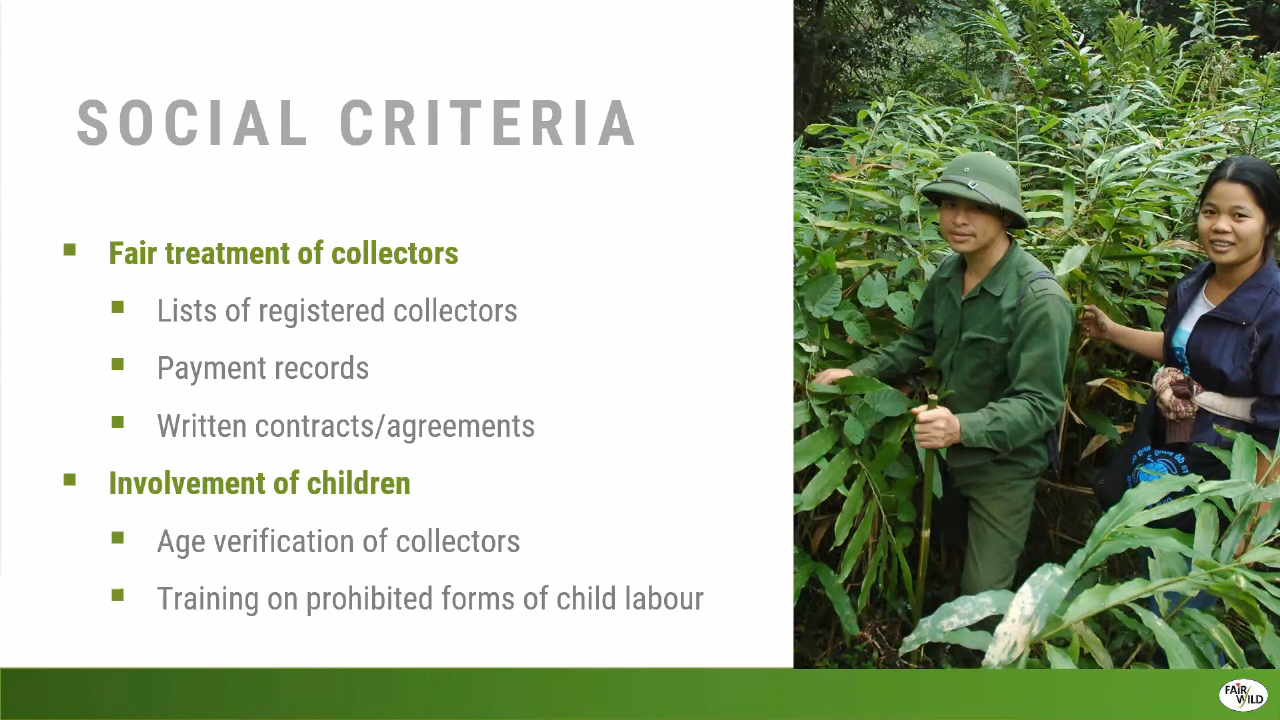 SOCIAL CRITERIA
Fair treatment of collectors
Lists of registered collectors
Payment records
Written contracts/agreements
Involvement of children
Age verification of collectors
Training on prohibited forms of child labour
FAIR
WILD